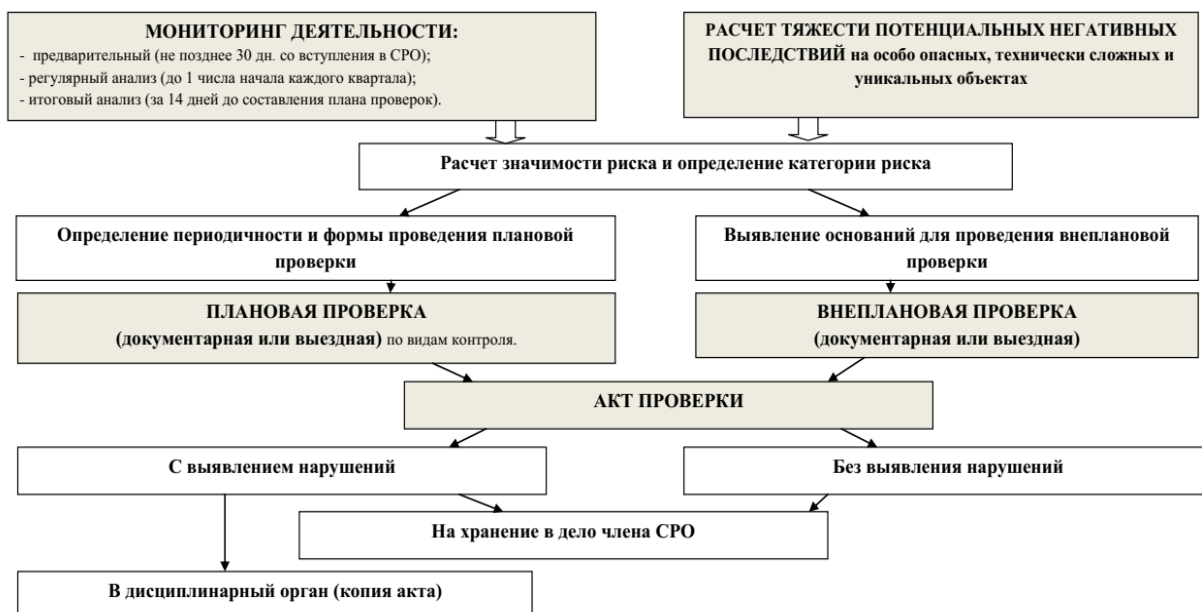 МОНИТОРИНГ ДЕЯТЕЛЬНОСТИ:
- предварительный (не позднее 30 дн. со вступления в СРО);
- регулярный анализ (до 1 числа начала каждого квартала);
- итоговый анализ (за 14 дней до составления плана проверок).
РАСЧЕТ ТЯЖЕСТИ ПОТЕНЦИАЛЬНЫХ НЕГАТИВНЫХ
ПОСЛЕДСТВИЙ на особо опасных, технически сложных и
уникальных объектах
Расчет значимости риска и определение категории риска
Определение периодичности и формы проведения плановой
проверки
Выявление оснований для проведения внеплановой
проверки
ПЛАНОВАЯ ПРОВЕРКА
(документарная или выездная) по видам контроля.
ВНЕПЛАНОВАЯ ПРОВЕРКА
(документарная или выездная)
АКТ ПРОВЕРКИ
С выявлением нарушений
Без выявления нарушений
На хранение в дело члена СРО
В дисциплинарный орган (копия акта)